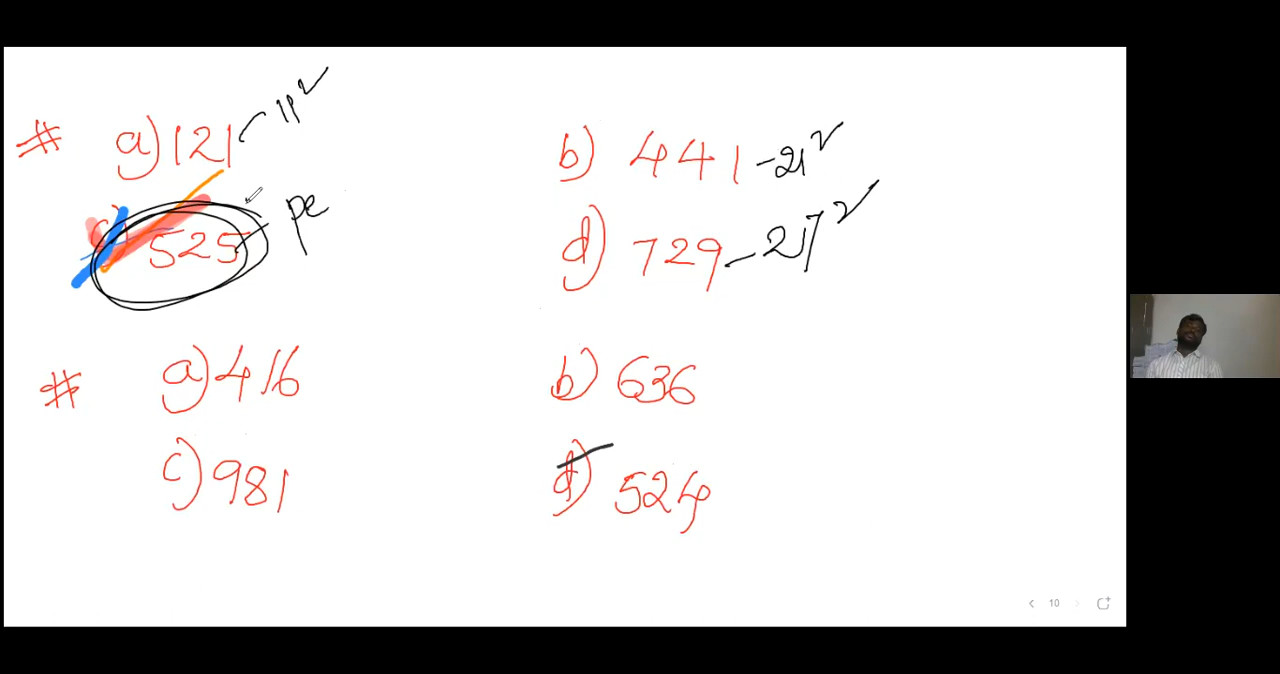 # a) 121 - 11² b) 441 - 21²
c) 525 - pe d) 729 - 27²
# a) 416 b) 636
c) 981 d) 524
10